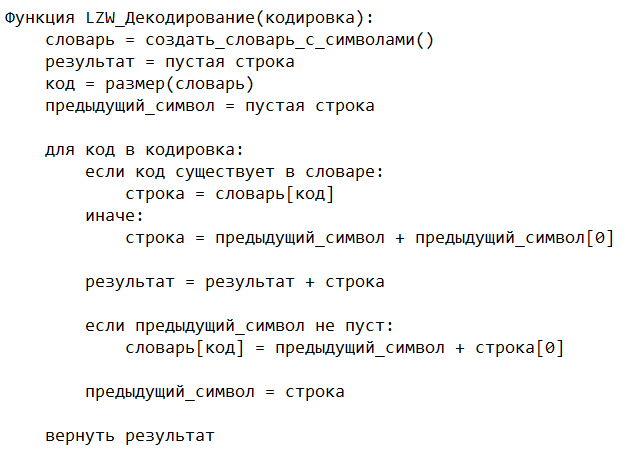 Функция LZW_Декодирование(кодировка):
    словарь = создать_словарь_с_символами()
    результат = пустая строка
    код = размер(словарь)
    предыдущий_символ = пустая строка

    для код в кодировка:
        если код существует в словаре:
            строка = словарь[код]
        иначе:
            строка = предыдущий_символ + предыдущий_символ[0]

        результат = результат + строка

        если предыдущий_символ не пуст:
            словарь[код] = предыдущий_символ + строка[0]

        предыдущий_символ = строка

    вернуть результат